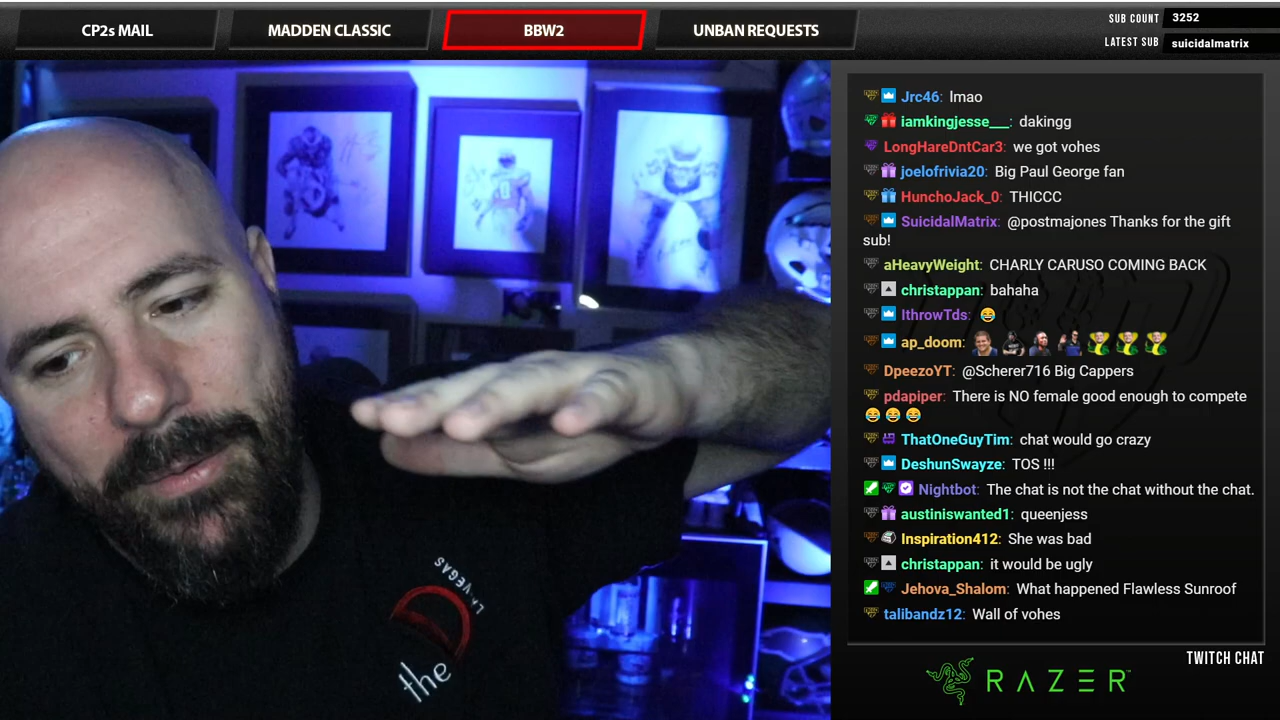 CP2s MAIL
MADDEN CLASSIC
BBW2
UNBAN REQUESTS
SUB COUNT 3252
LATEST SUB suicidalmatrix
Jrc46: lmao
iamkingjesse___: dakingg
LongHareDntCar3: we got vohes
joelofrivia20: Big Paul George fan
HunchoJack_0: THICCC
SuicidalMatrix: @postmajones Thanks for the gift
sub!
aHeavyWeight: CHARLY CARUSO COMING BACK
christappan: bahaha
IthrowTds: 😂
ap_doom:
DpeezoYT: @Scherer716 Big Cappers
pdapiper: There is NO female good enough to compete
😂 😂 😂
ThatOneGuyTim: chat would go crazy
DeshunSwayze: TOS !!!
Nightbot: The chat is not the chat without the chat.
austiniswanted1: queenjess
Inspiration412: She was bad
christappan: it would be ugly
Jehova_Shalom: What happened Flawless Sunroof
talibandz12: Wall of vohes
TWITCH CHAT
RAZER
the